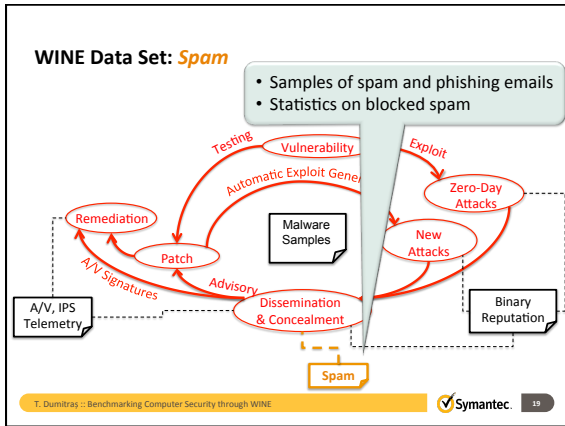 WINE Data Set: Spam
• Samples of spam and phishing emails
• Statistics on blocked spam
Testing
Vulnerability
Exploit
Automatic Exploit Gener
Zero-Day
Attacks
Remediation
Malware
Samples
New
Attacks
Patch
A/V Signatures
Advisory
Dissemination
& Concealment
A/V, IPS
Telemetry
Binary
Reputation
Spam
T. Dumitraș :: Benchmarking Computer Security through WINE
Symantec.
19